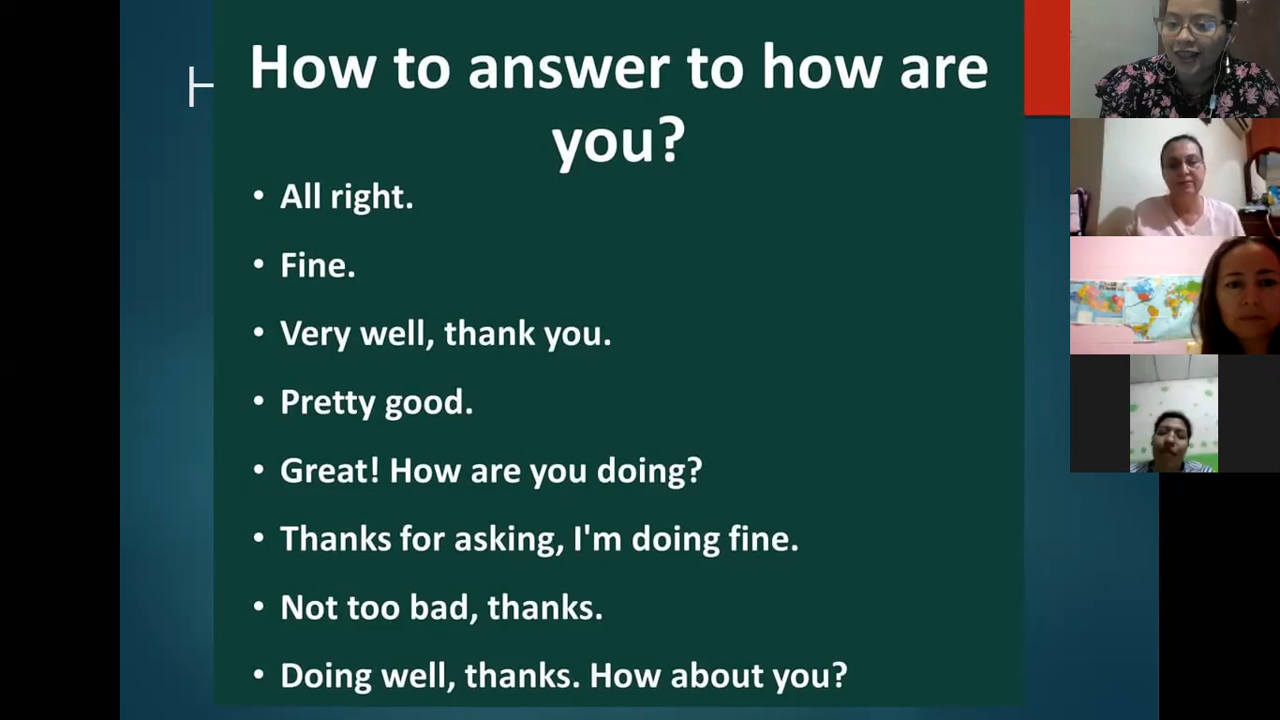 How to answer to how are
you?
• All right.
• Fine.
• Very well, thank you.
• Pretty good.
• Great! How are you doing?
• Thanks for asking, I'm doing fine.
• Not too bad, thanks.
• Doing well, thanks. How about you?